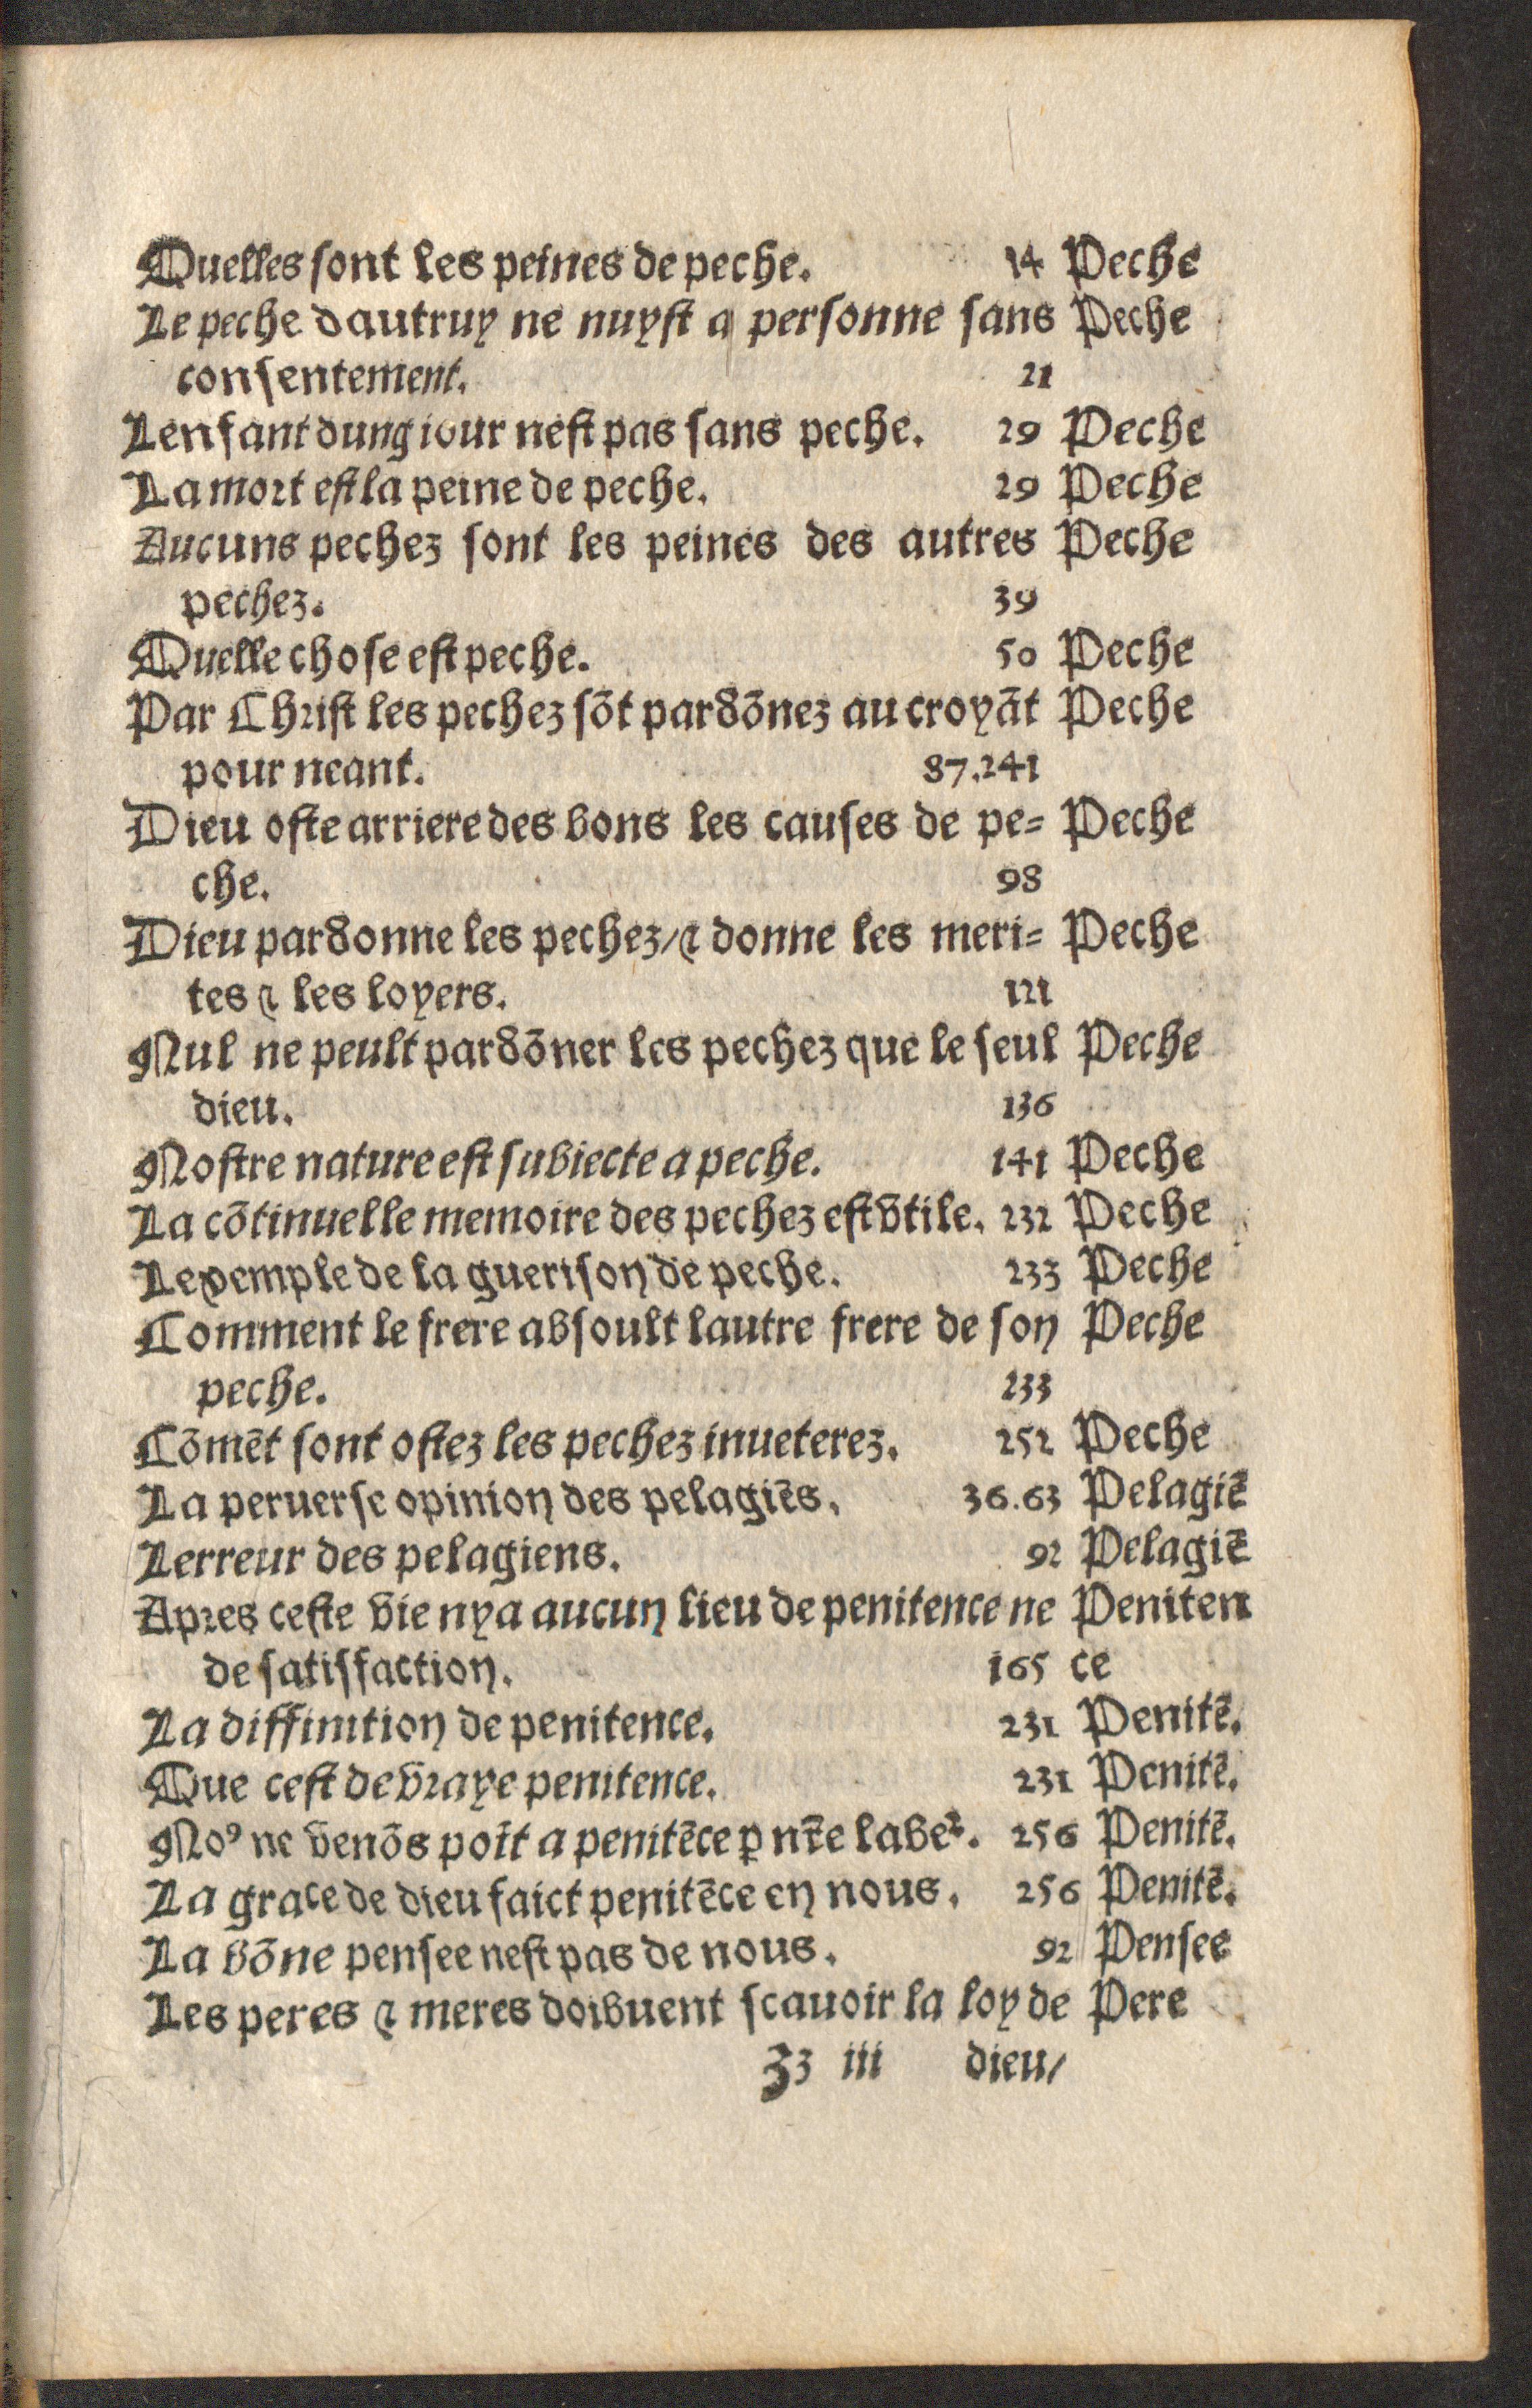 Quelles sont les peines de peche. 14 Peche
Le peche dautruy ne nuyst a personne sans Peche
consentement. 21
Lenfant dung iour nest pas sans peche. 29 Peche
La mort est la peine de peche. 29 Peche
Aucuns pechez sont les peines des autres Peche
pechez. 39
Quelle chose est peche. 50 Peche
Par Christ les pechez sõt pardõnez au croyãt Peche
pour neant. 87.241
Dieu oste arriere des bons les causes de pe= Peche
che. 98
Dieu pardonne les pechez/⁊ donne les meri= Peche
tes ⁊ les loyers. 121
Nul ne peult pardõner les pechez que le seul Peche
dieu. 136
Nostre nature est subiecte a peche. 141 Peche
La cõtinuelle memoire des pechez est vtile. 232 Peche
Lexemple de la guerison de peche. 233 Peche
Comment le frere absoult lautre frere de son Peche
peche. 233
Cõmẽt sont ostez les pechez inueterez. 252 Peche
La peruerse opinion des pelagiẽs. 36.63 Pelagiẽ
Lerreur des pelagiens. 92 Pelagiẽ
Apres ceste vie nya aucun lieu de penitence ne Peniten
de satisfaction. 165 ce
La diffinition de penitence. 231 Penitẽ.
Que cest de vraye penitence. 231 Penitẽ.
Noꝰ ne venõs poĩt a penitẽce ꝑ nr̃e labeᷣ. 256 Penitẽ.
La grace de dieu faict penitẽce en nous. 256 Penitẽ.
La bõne pensee nest pas de nous. 92 Pensee
Les peres ⁊ meres doibuent scauoir la loy de Pere
Zz iii dieu/